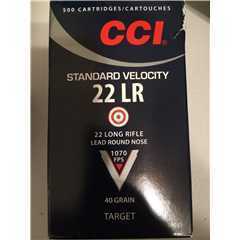 500 CARTRIDGES/CARTOUCHES
CCI
STANDARD VELOCITY
22 LR
22 LONG RIFLE
LEAD ROUND NOSE
1070
FPS
40 GRAIN
TARGET